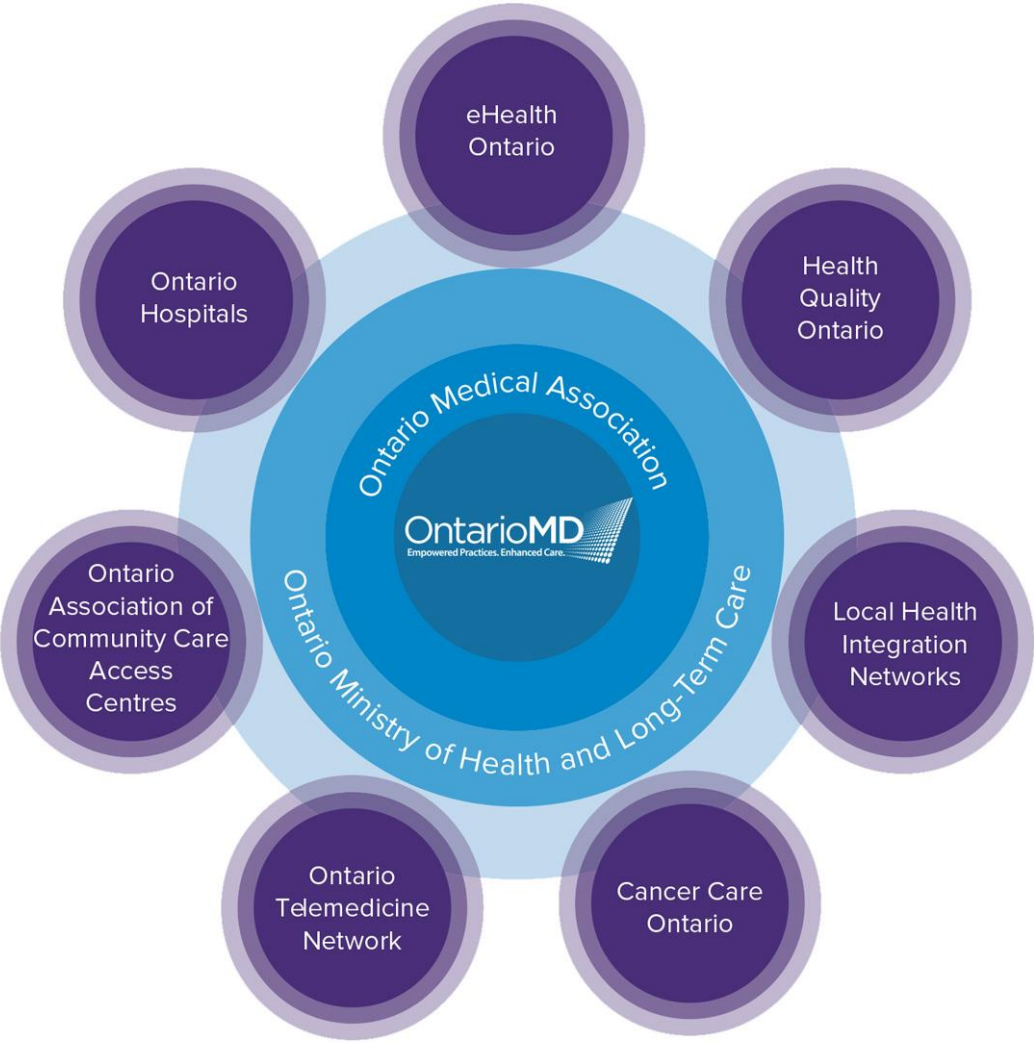 eHealth
Ontario
Ontario
Hospitals
Health
Quality
Ontario
Ontario Medical Association
OntarioMD
Empowered Practices. Enhanced Care.
Ontario Ministry of Health and Long-Term Care
Ontario
Association of
Community Care
Access
Centres
Local Health
Integration
Networks
Ontario
Telemedicine
Network
Cancer Care
Ontario